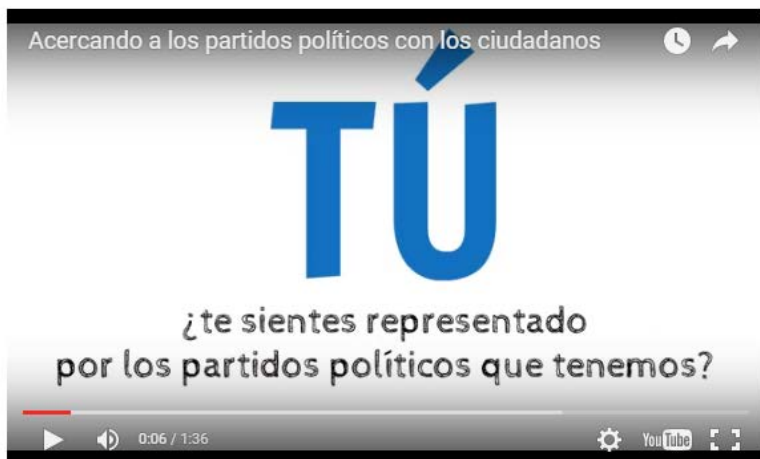 Acercando a los partidos políticos con los ciudadanos
TÚ
¿te sientes representado
por los partidos políticos que tenemos?
0:06 / 1:36
YouTube